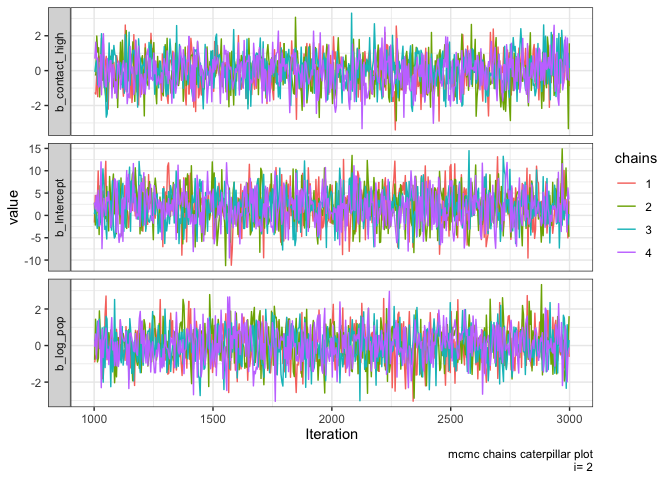 b_contact_high
2
0
-2
b_Intercept
15
10
5
0
-5
-10
b_log_pop
2
0
-2
value
1000
1500
2000
2500
3000
Iteration
chains
1
2
3
4
mcmc chains caterpillar plot
i= 2